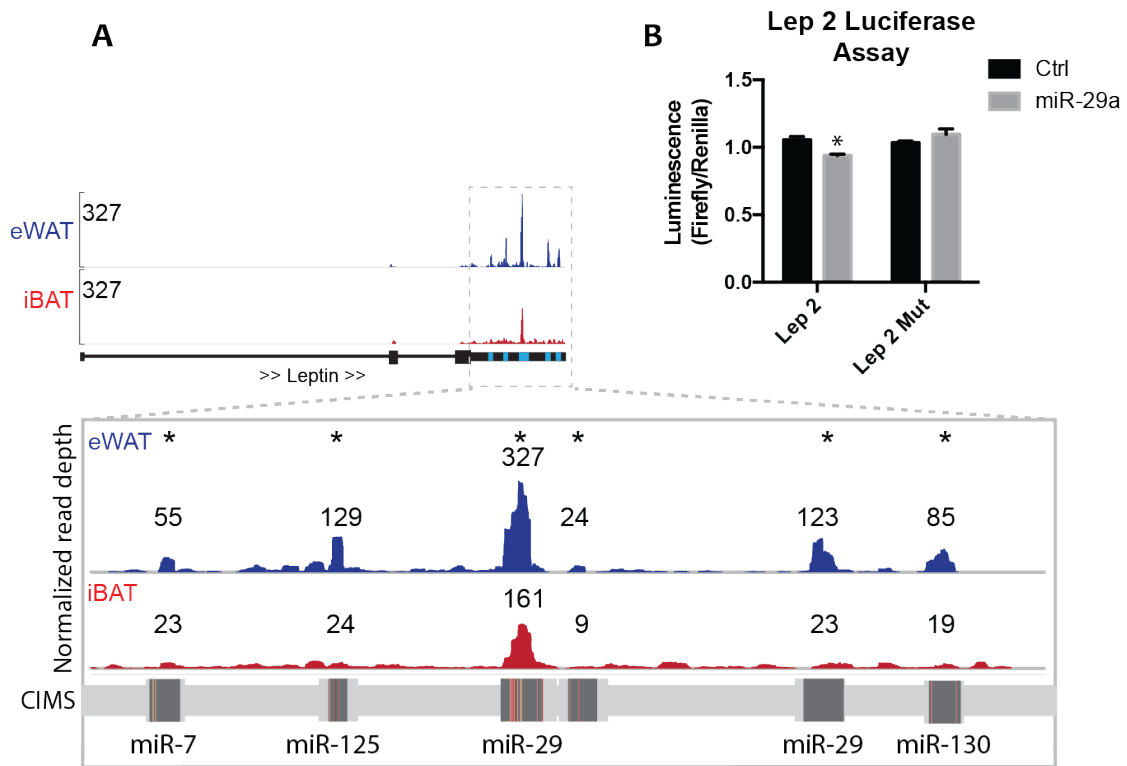 A
327
eWAT
327
iBAT
>> Leptin >>
B
Lep 2 Luciferase
Assay
Ctrl
miR-29a
Luminescence
(Firefly/Renilla)
1.5
1.0
0.5
0.0
*
Lep 2
Lep 2 Mut
Normalized read depth
eWAT * * * * * *
327
55 129 24 123 85
iBAT
161
23 24 9 23 19
CIMS
miR-7 miR-125 miR-29 miR-29 miR-130